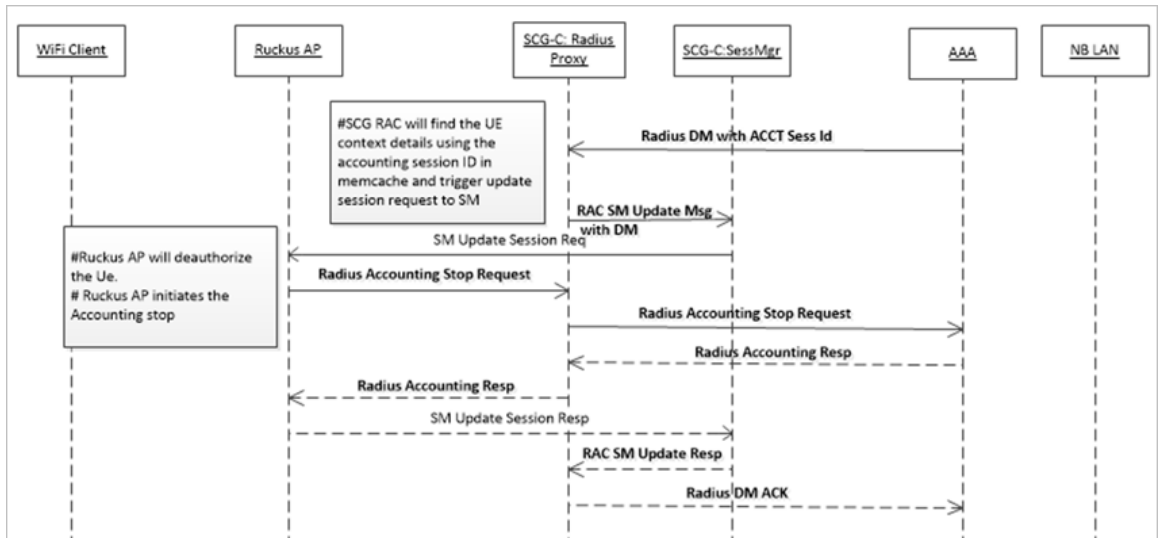 WiFi Client
Ruckus AP
SCG-C: Radius
Proxy
SCG-C:SessMgr
AAA
NB LAN
#SCG RAC will find the UE
context details using the
accounting session ID in
memcache and trigger update
session request to SM
Radius DM with ACCT Sess Id
RAC SM Update Msg
with DM
SM Update Session Req
#Ruckus AP will deauthorize
the Ue.
# Ruckus AP initiates the
Accounting stop
Radius Accounting Stop Request
Radius Accounting Stop Request
Radius Accounting Resp
Radius Accounting Resp
SM Update Session Resp
RAC SM Update Resp
Radius DM ACK